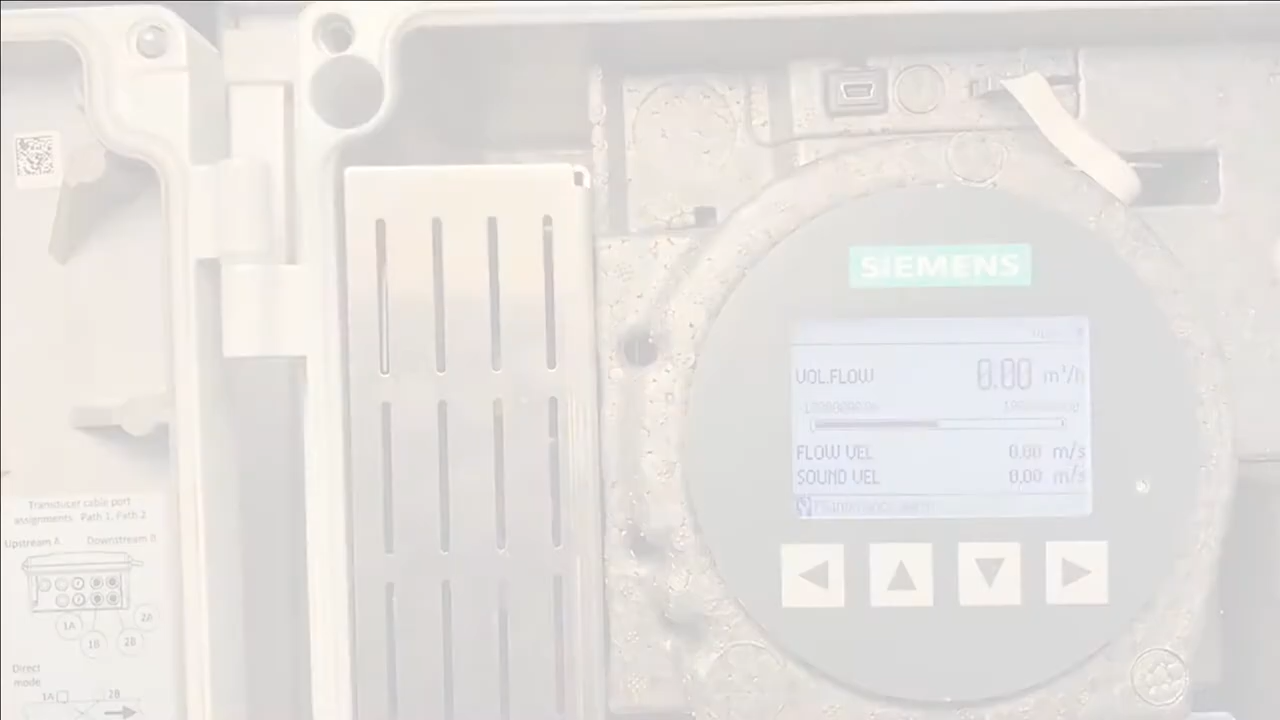 SIEMENS
VOL.FLOW 0.00 m³/h
FLOW VEL 0.00 m/s
SOUND VEL 0.00 m/s
Transducer cable port
assignments: Path 1, Path 2
Upstream A Downstream B
1A
2A
1B
2B
Direct
mode
1A 2B